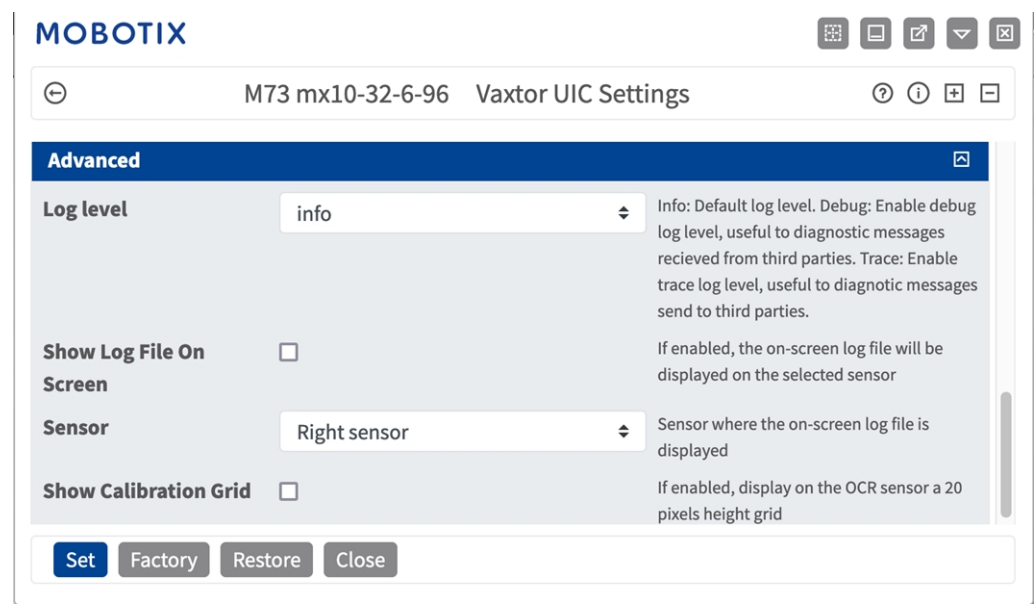 MOBOTIX
M73 mx10-32-6-96 Vaxtor UIC Settings
Advanced
Log level
info
Info: Default log level. Debug: Enable debug
log level, useful to diagnostic messages
recieved from third parties. Trace: Enable
trace log level, useful to diagnotic messages
send to third parties.
Show Log File On
Screen
If enabled, the on-screen log file will be
displayed on the selected sensor
Sensor
Right sensor
Sensor where the on-screen log file is
displayed
Show Calibration Grid
If enabled, display on the OCR sensor a 20
pixels height grid
Set Factory Restore Close